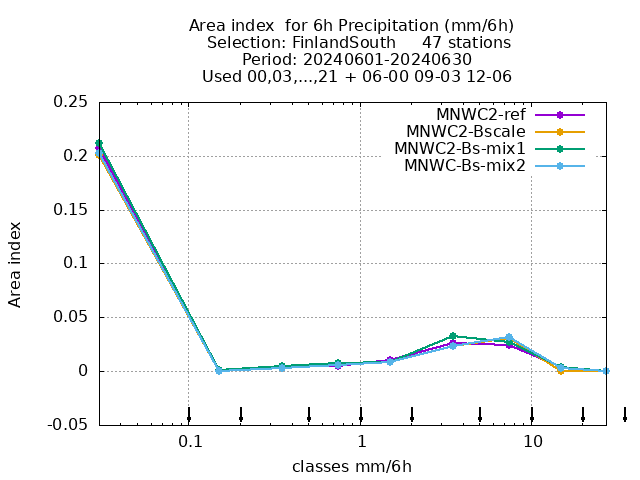 Area index  for 6h Precipitation (mm/6h)
Selection: FinlandSouth     47 stations
Period: 20240601-20240630
Used 00,03,...,21 + 06-00 09-03 12-06
MNWC2-ref
MNWC2-Bscale
MNWC2-Bs-mix1
MNWC-Bs-mix2
Area index
0.25
0.2
0.15
0.1
0.05
0
-0.05
0.1 1 10
classes mm/6h